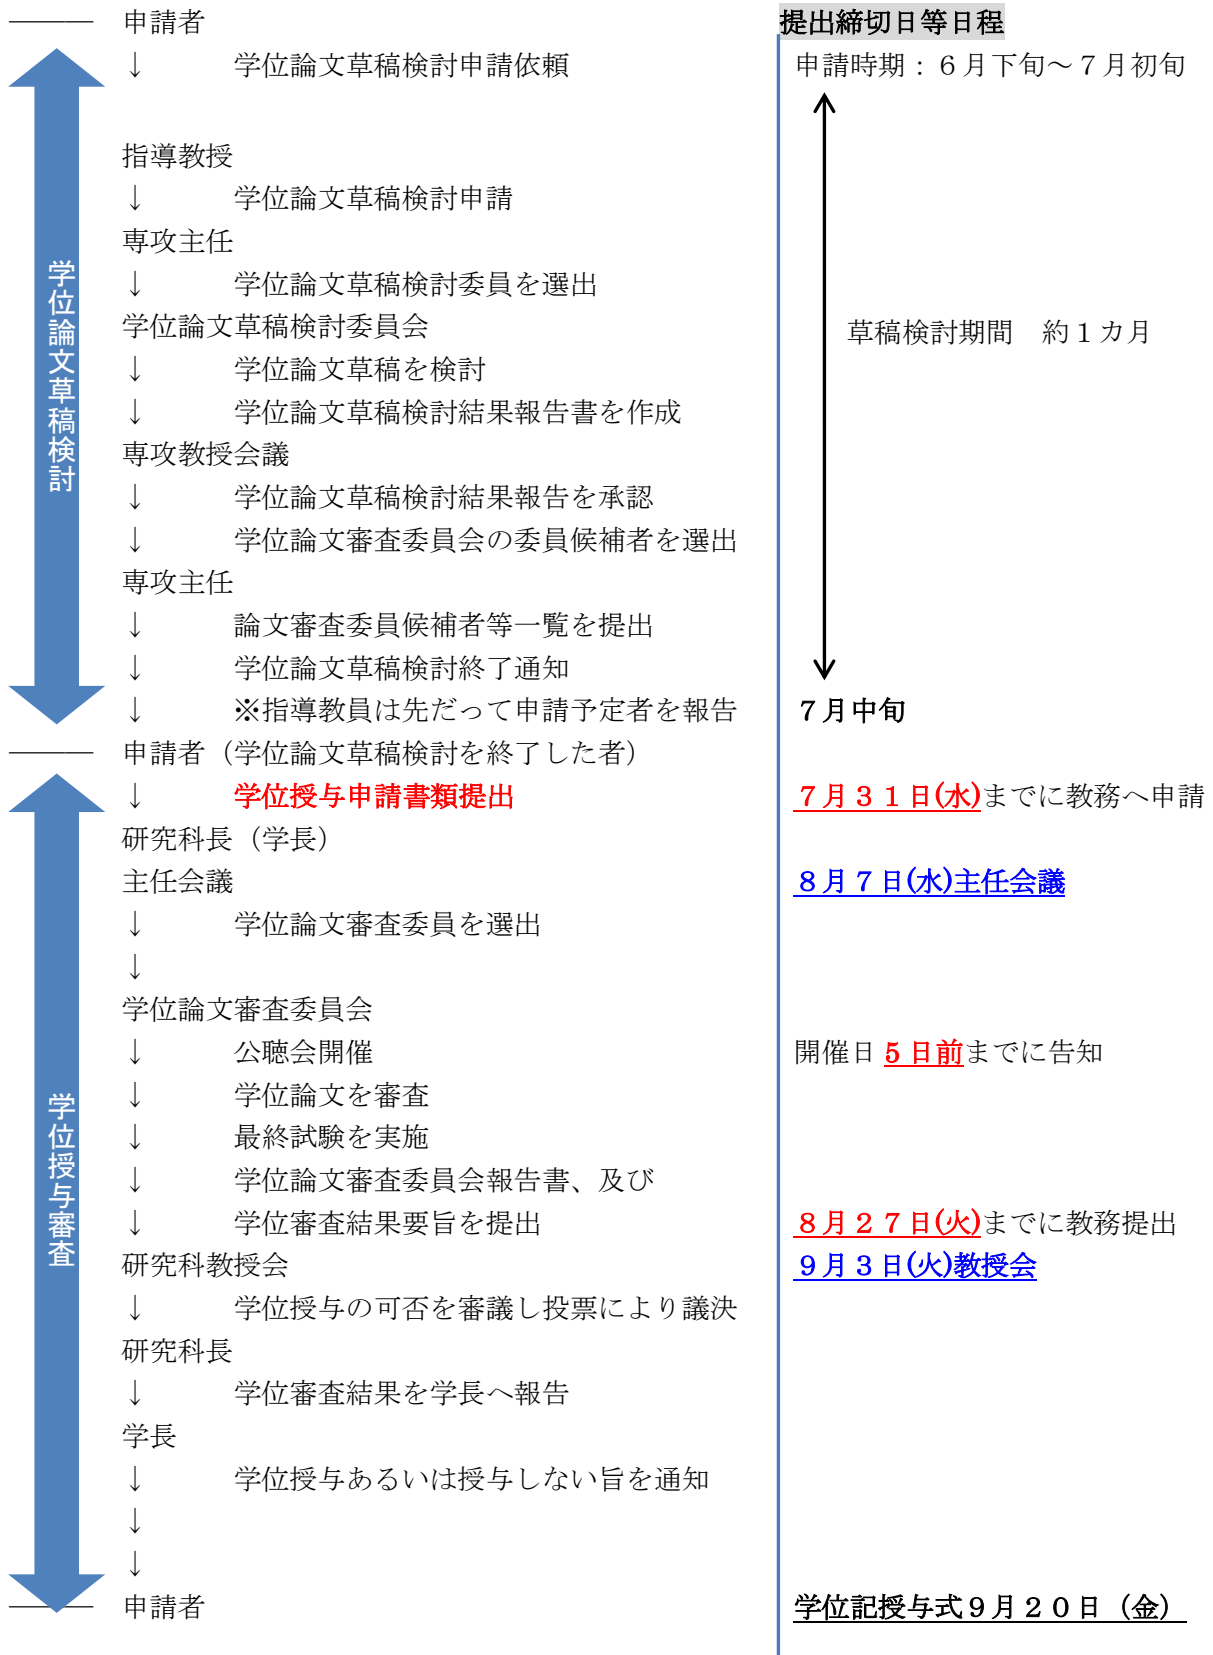 ――― 申請者 提出締切日等日程
↓ 学位論文草稿検討申請依頼 申請時期：６月下旬～７月初旬
指導教授
↓ 学位論文草稿検討申請
専攻主任
↓ 学位論文草稿検討委員を選出
学位論文草稿検討委員会 草稿検討期間　約１カ月
↓ 学位論文草稿を検討
↓ 学位論文草稿検討結果報告書を作成
専攻教授会議
↓ 学位論文草稿検討結果報告を承認
↓ 学位論文審査委員会の委員候補者を選出
専攻主任
↓ 論文審査委員候補者等一覧を提出
↓ 学位論文草稿検討終了通知
↓ ※指導教員は先だって申請予定者を報告 ７月中旬
学位論文草稿検討
――― 申請者（学位論文草稿検討を終了した者）
↓ 学位授与申請書類提出 ７月３１日(水)までに教務へ申請
研究科長（学長）
主任会議 ８月７日(水)主任会議
↓ 学位論文審査委員を選出
↓
学位論文審査委員会
↓ 公聴会開催 開催日５日前までに告知
↓ 学位論文を審査
↓ 最終試験を実施
↓ 学位論文審査委員会報告書、及び
↓ 学位審査結果要旨を提出 ８月２７日(火)までに教務提出
研究科教授会 ９月３日(火)教授会
↓ 学位授与の可否を審議し投票により議決
研究科長
↓ 学位審査結果を学長へ報告
学長
↓ 学位授与あるいは授与しない旨を通知
↓
↓
学位授与審査
――― 申請者 学位記授与式９月２０日（金）